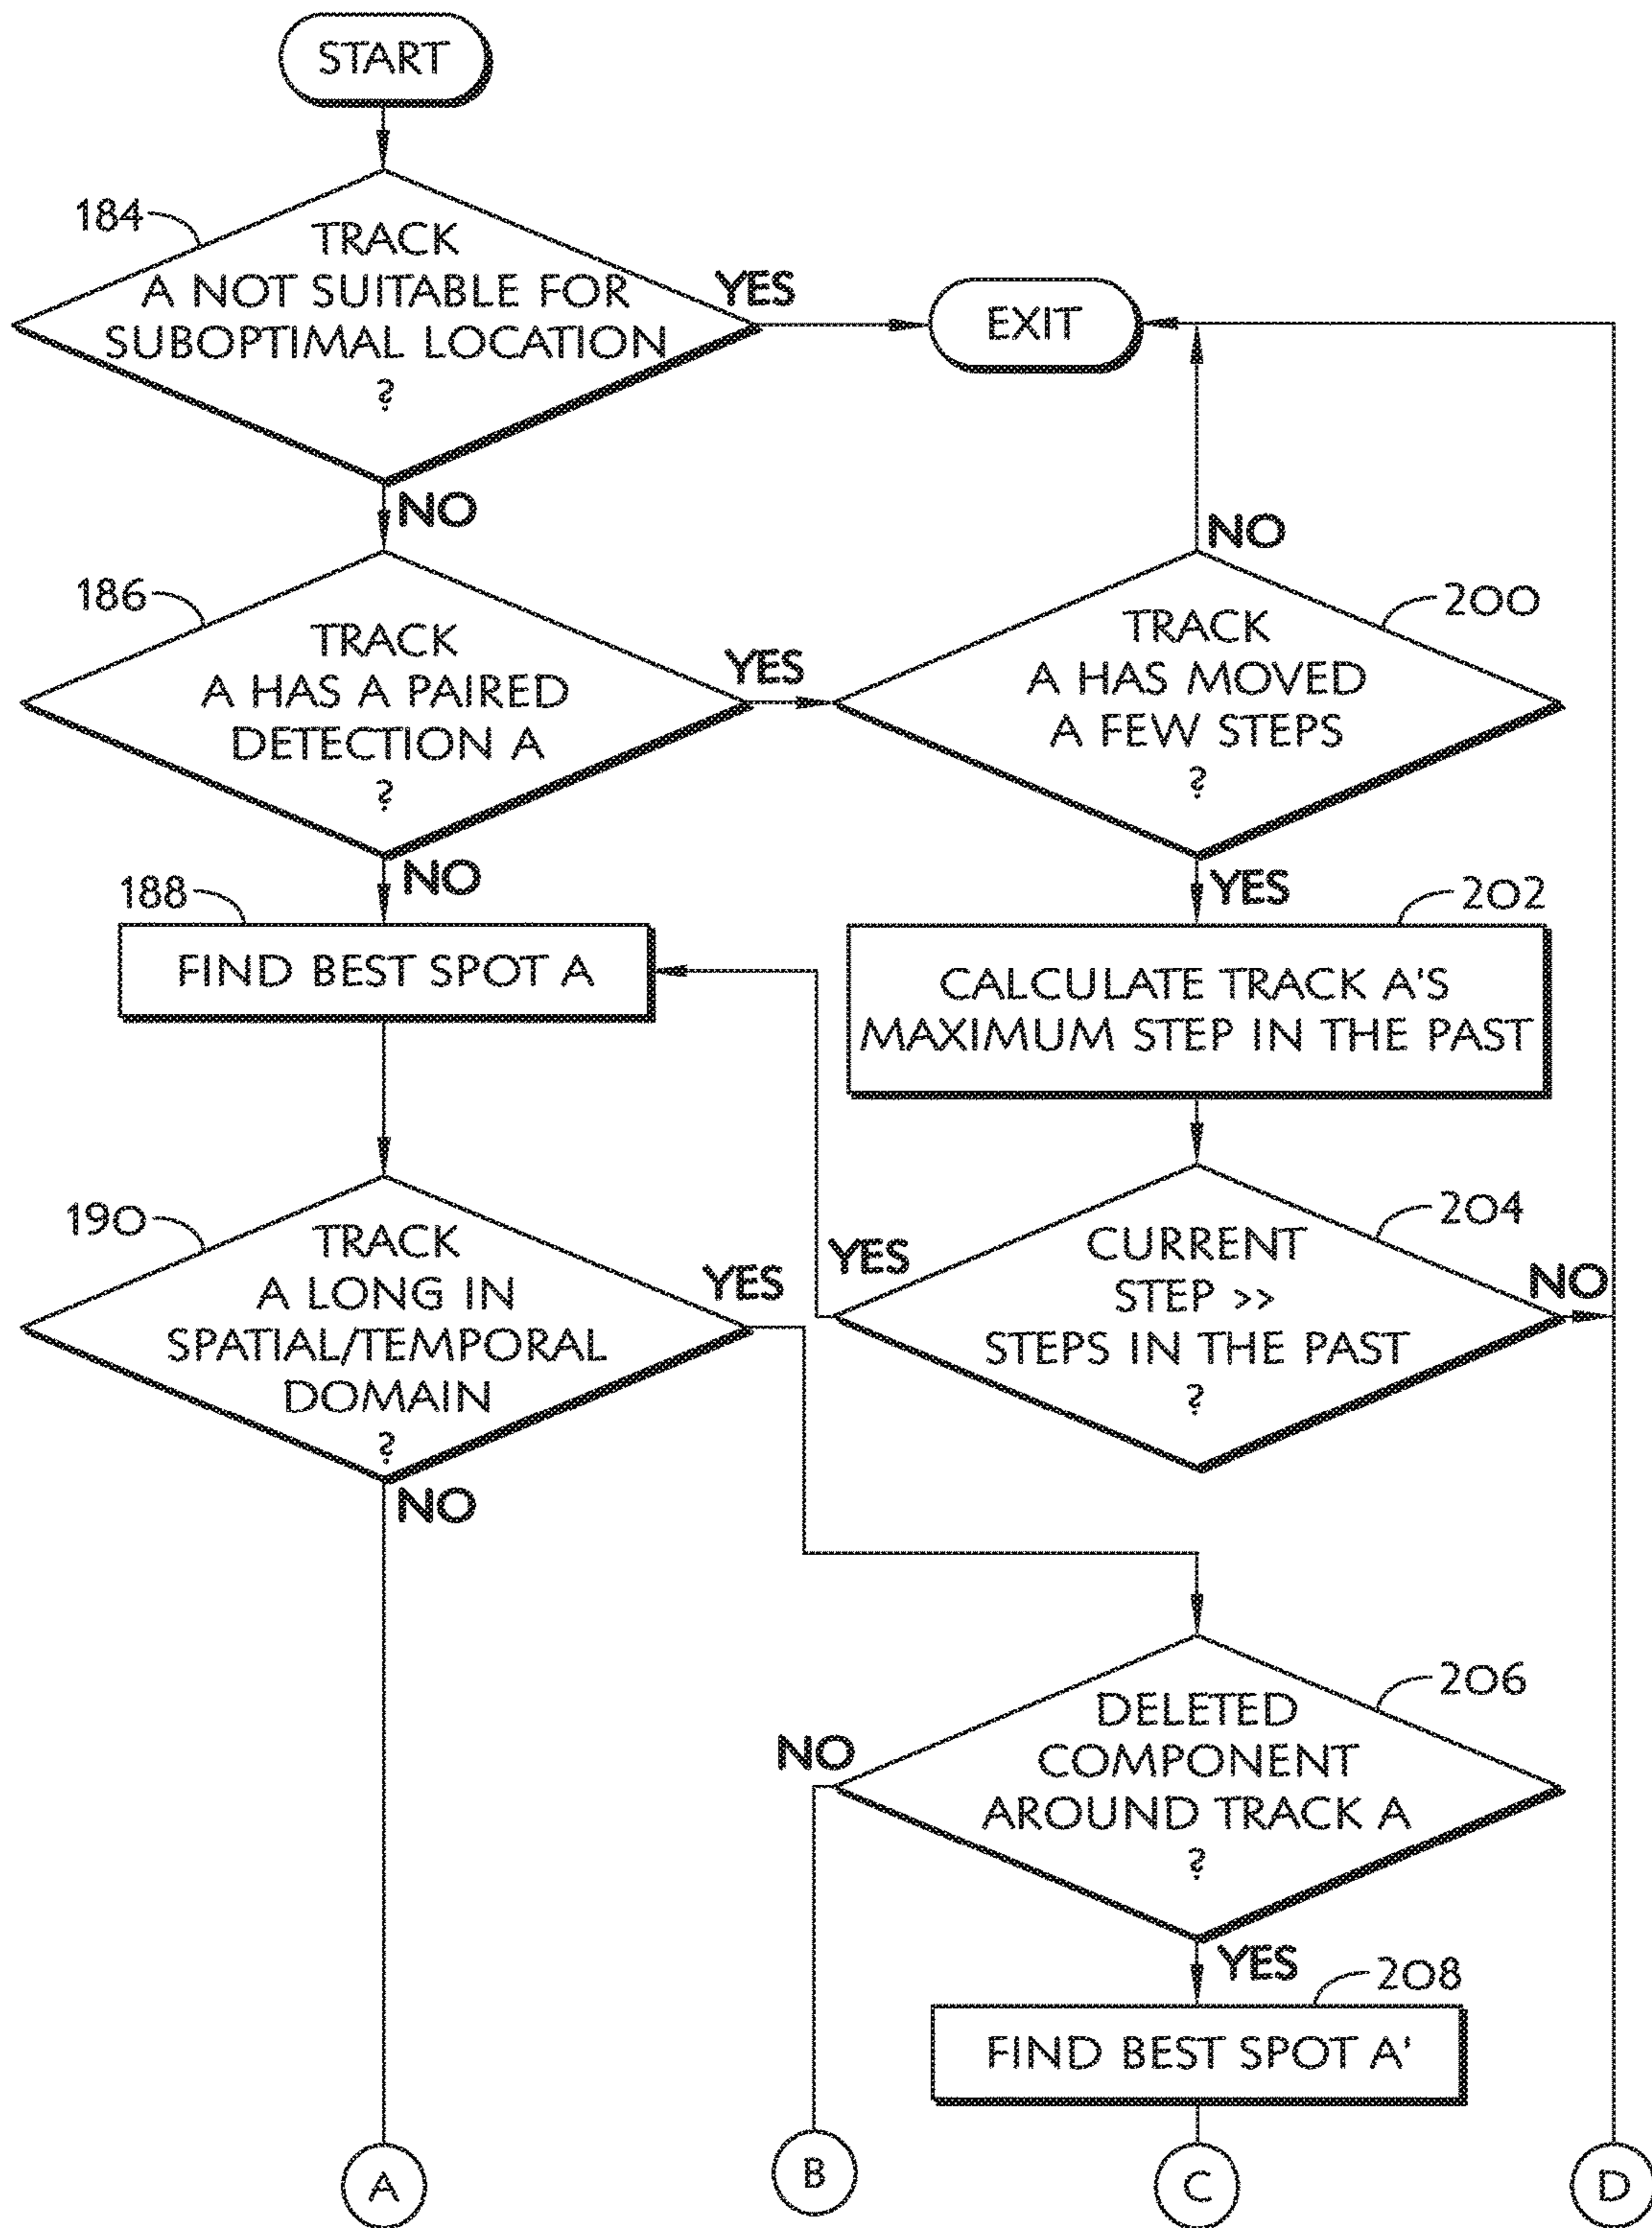 START
184
TRACK
A NOT SUITABLE FOR
SUBOPTIMAL LOCATION
?
YES
EXIT
NO
186
TRACK
A HAS A PAIRED
DETECTION A
?
YES
NO
200
TRACK
A HAS MOVED
A FEW STEPS
?
NO
YES
188
FIND BEST SPOT A
202
CALCULATE TRACK A'S
MAXIMUM STEP IN THE PAST
190
TRACK
A LONG IN
SPATIAL/TEMPORAL
DOMAIN
?
YES
NO
204
YES
CURRENT
STEP >>
STEPS IN THE PAST
?
NO
206
NO
DELETED
COMPONENT
AROUND TRACK A
?
YES
208
FIND BEST SPOT A'
A
B
C
D